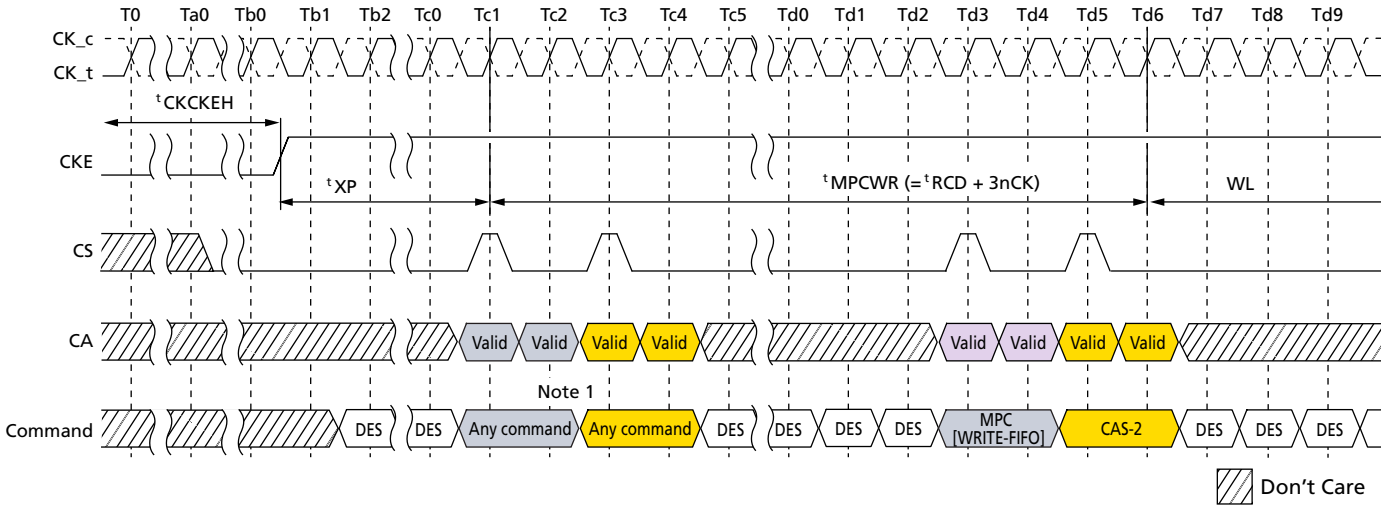 T0 Ta0 Tb0 Tb1 Tb2 Tc0 Tc1 Tc2 Tc3 Tc4 Tc5 Td0 Td1 Td2 Td3 Td4 Td5 Td6 Td7 Td8 Td9
CK_c
CK_t
tCKCKEH
CKE
tXP
tMPCWR (= tRCD + 3nCK)
WL
CS
CA
Valid Valid Valid Valid Valid Valid Valid Valid
Note 1
Command
DES DES Any command Any command DES DES DES DES MPC
[WRITE-FIFO] CAS-2 DES DES DES
Don't Care